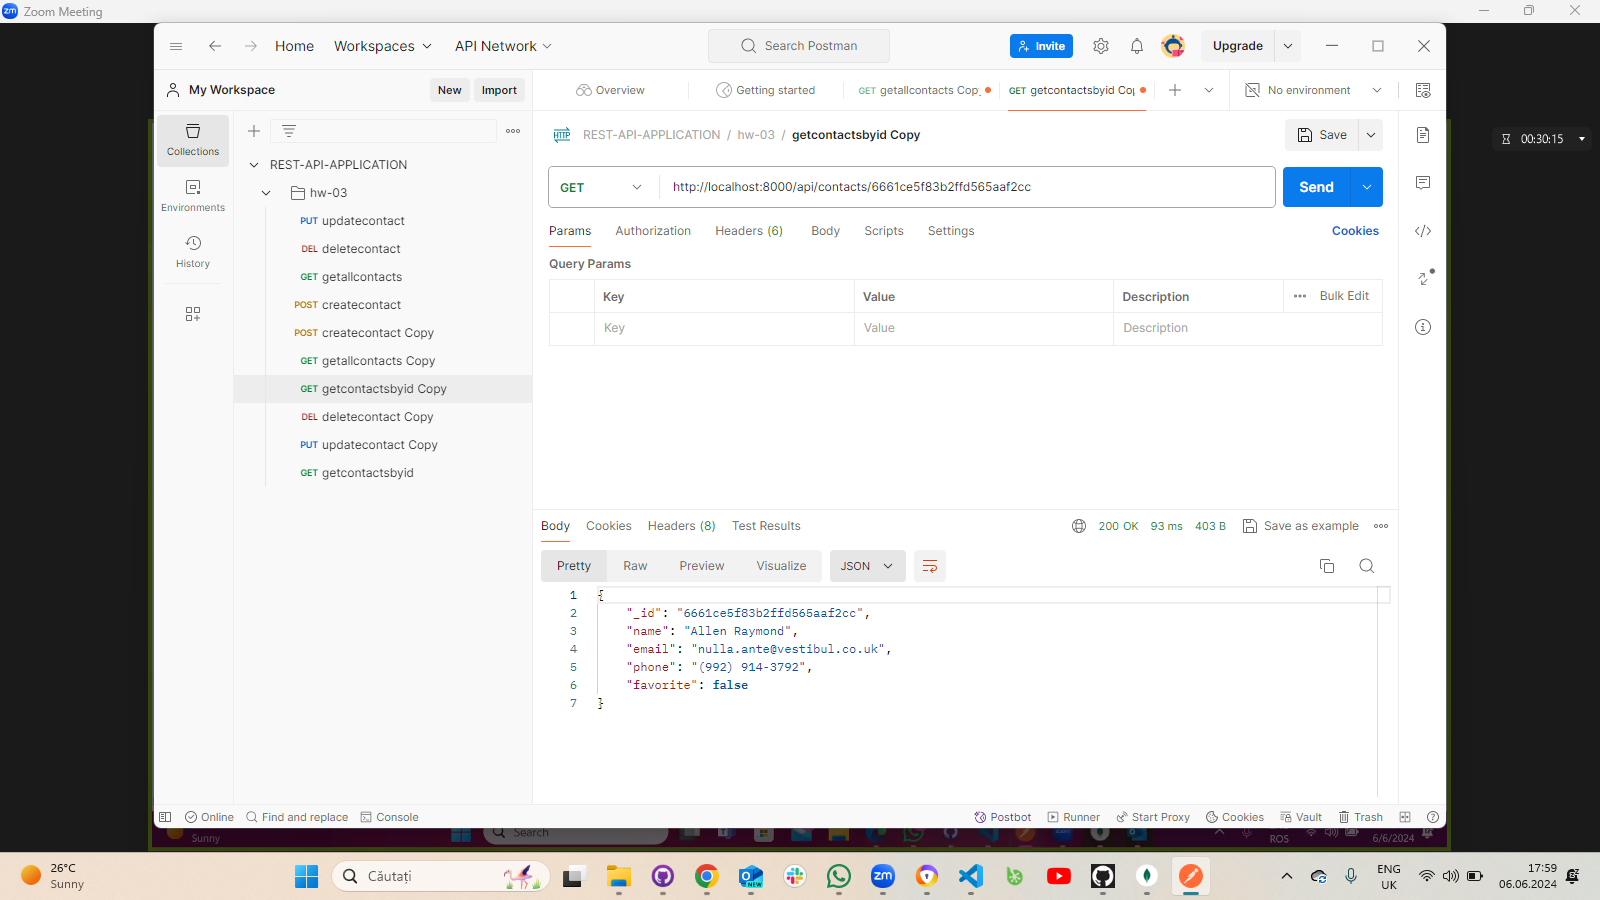 Zoom Meeting
Home Workspaces API Network Search Postman Invite Upgrade
My Workspace New Import Overview Getting started GET getallcontacts Cop GET getcontactsbyid Co No environment
Collections
Environments
History
REST-API-APPLICATION
hw-03
PUT updatecontact
DEL deletecontact
GET getallcontacts
POST createcontact
POST createcontact Copy
GET getallcontacts Copy
GET getcontactsbyid Copy
DEL deletecontact Copy
PUT updatecontact Copy
GET getcontactsbyid
HTTP REST-API-APPLICATION / hw-03 / getcontactsbyid Copy Save
00:30:15
GET http://localhost:8000/api/contacts/6661ce5f83b2ffd565aaf2cc Send
Params Authorization Headers (6) Body Scripts Settings Cookies
Query Params
Key Value Description Bulk Edit
Key Value Description
Body Cookies Headers (8) Test Results 200 OK 93 ms 403 B Save as example
Pretty Raw Preview Visualize JSON
1 {
2 "_id": "6661ce5f83b2ffd565aaf2cc",
3 "name": "Allen Raymond",
4 "email": "nulla.ante@vestibul.co.uk",
5 "phone": "(992) 914-3792",
6 "favorite": false
7 }
Online Find and replace Console Postbot Runner Start Proxy Cookies Vault Trash
Sunny Search ROS 6/6/2024
26°C
Sunny
Căutați
ENG
UK
17:59
06.06.2024